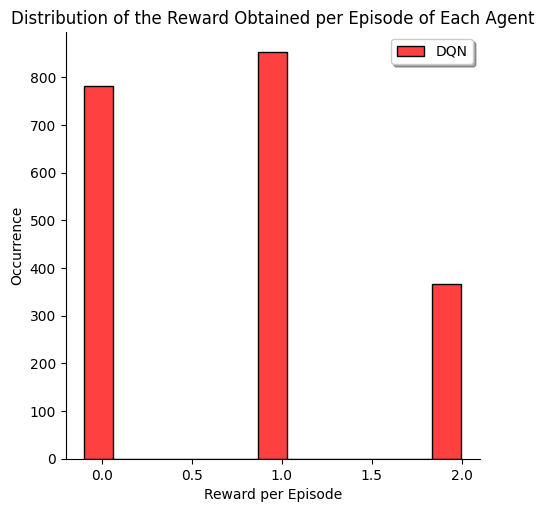 Distribution of the Reward Obtained per Episode of Each Agent
DQN
800
700
600
500
400
300
200
100
0
Occurrence
0.0 0.5 1.0 1.5 2.0
Reward per Episode